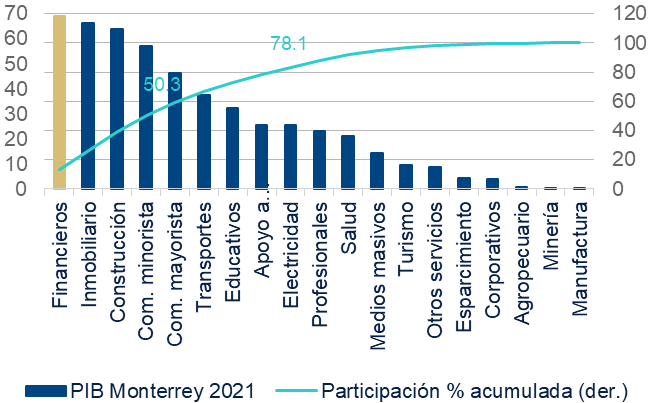 70
60
50
40
30
20
10
0
120
100
80
60
40
20
0
50.3
78.1
Financieros
Inmobiliario
Construcción
Com. minorista
Com. mayorista
Transportes
Educativos
Apoyo a...
Electricidad
Profesionales
Salud
Medios masivos
Turismo
Otros servicios
Esparcimiento
Corporativos
Agropecuario
Minería
Manufactura
PIB Monterrey 2021
Participación % acumulada (der.)